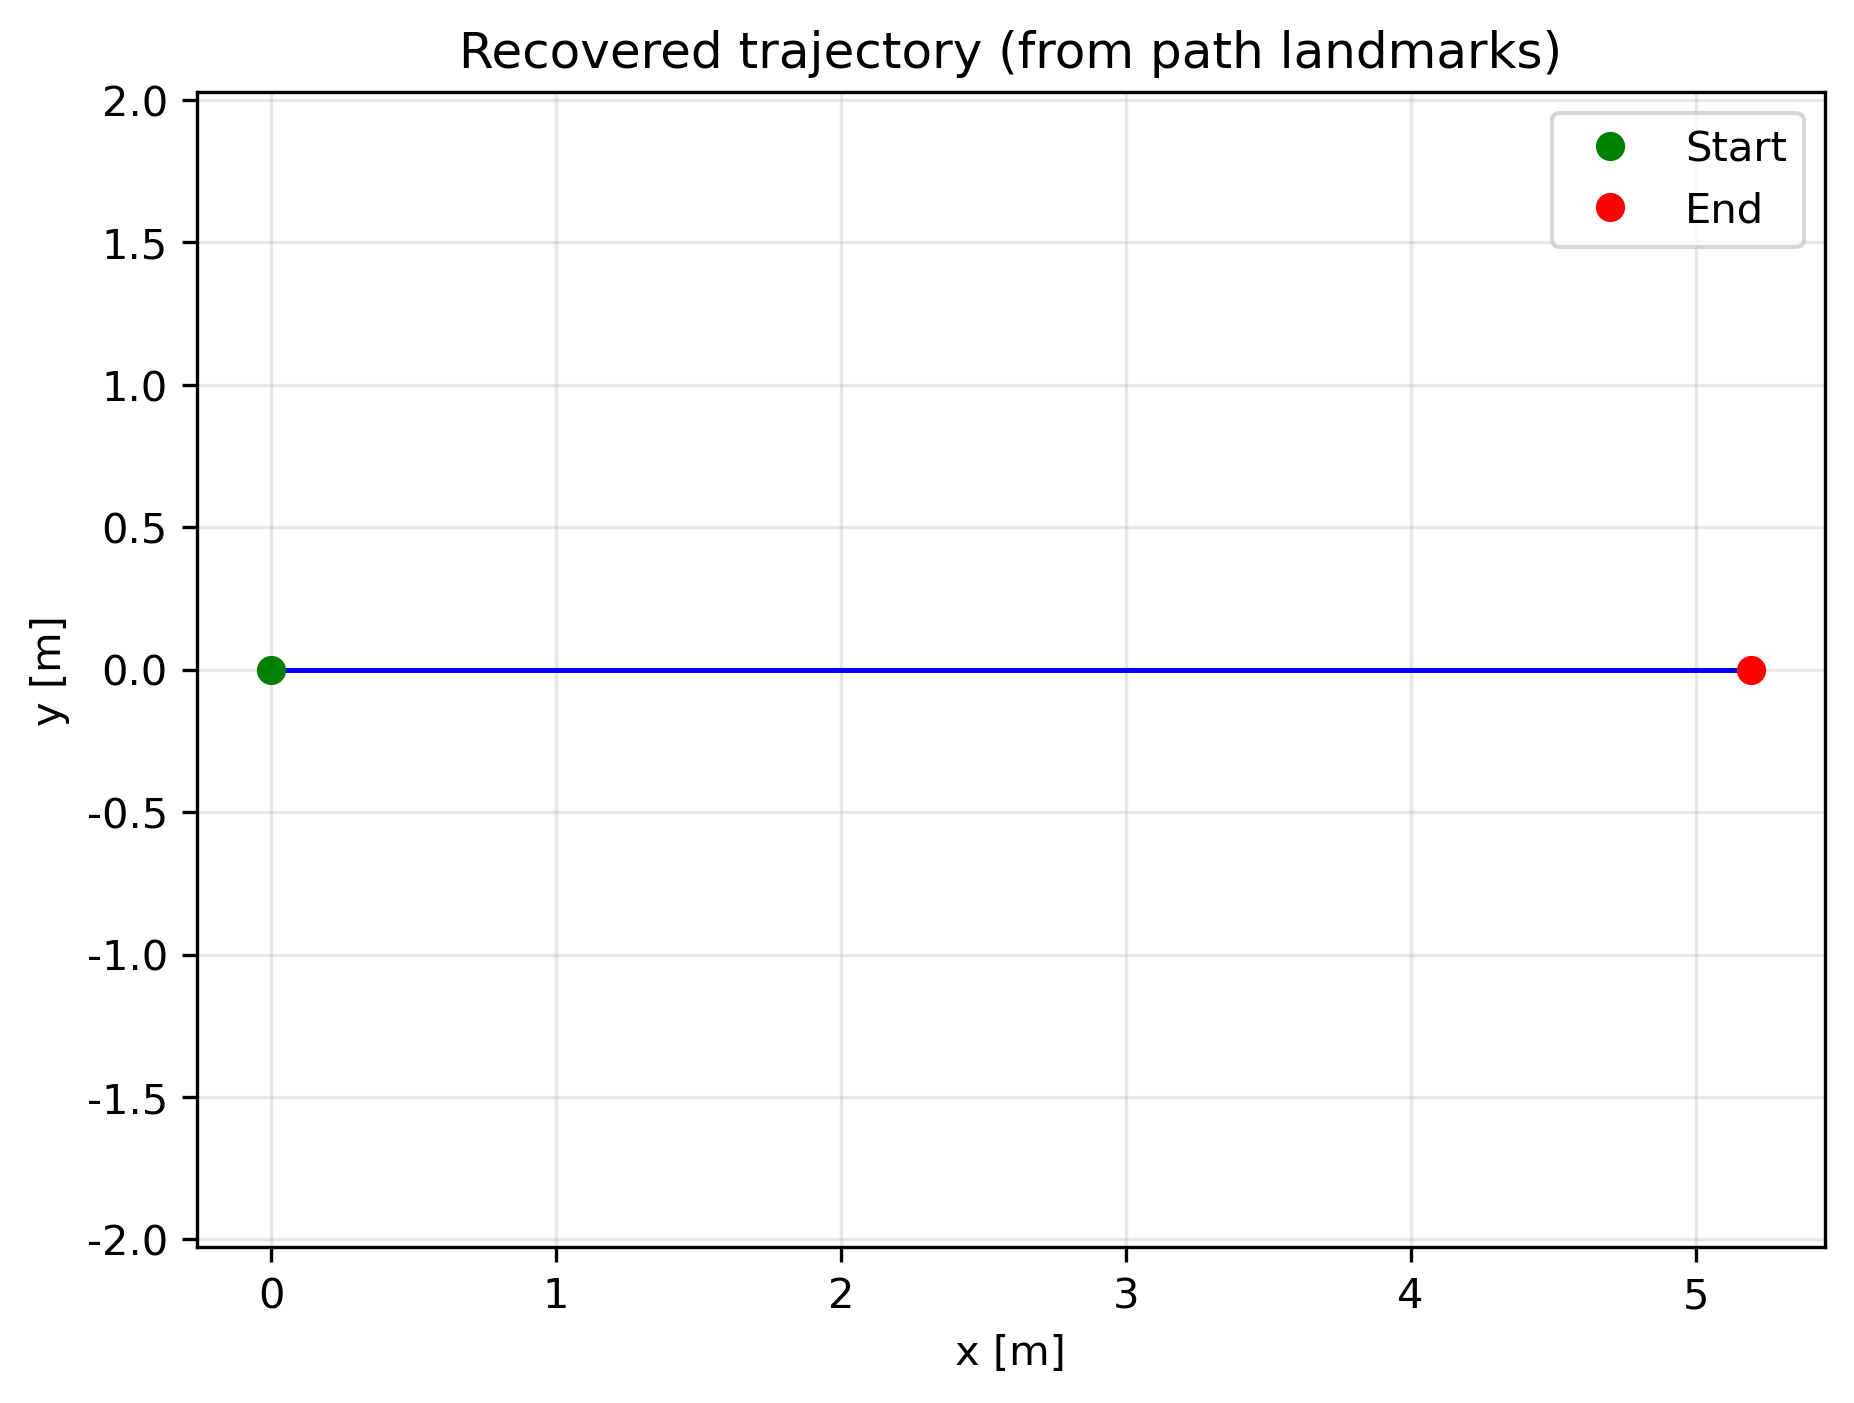 Recovered trajectory (from path landmarks)
Start
End
2.0
1.5
1.0
0.5
0.0
-0.5
-1.0
-1.5
-2.0
y [m]
0 1 2 3 4 5
x [m]